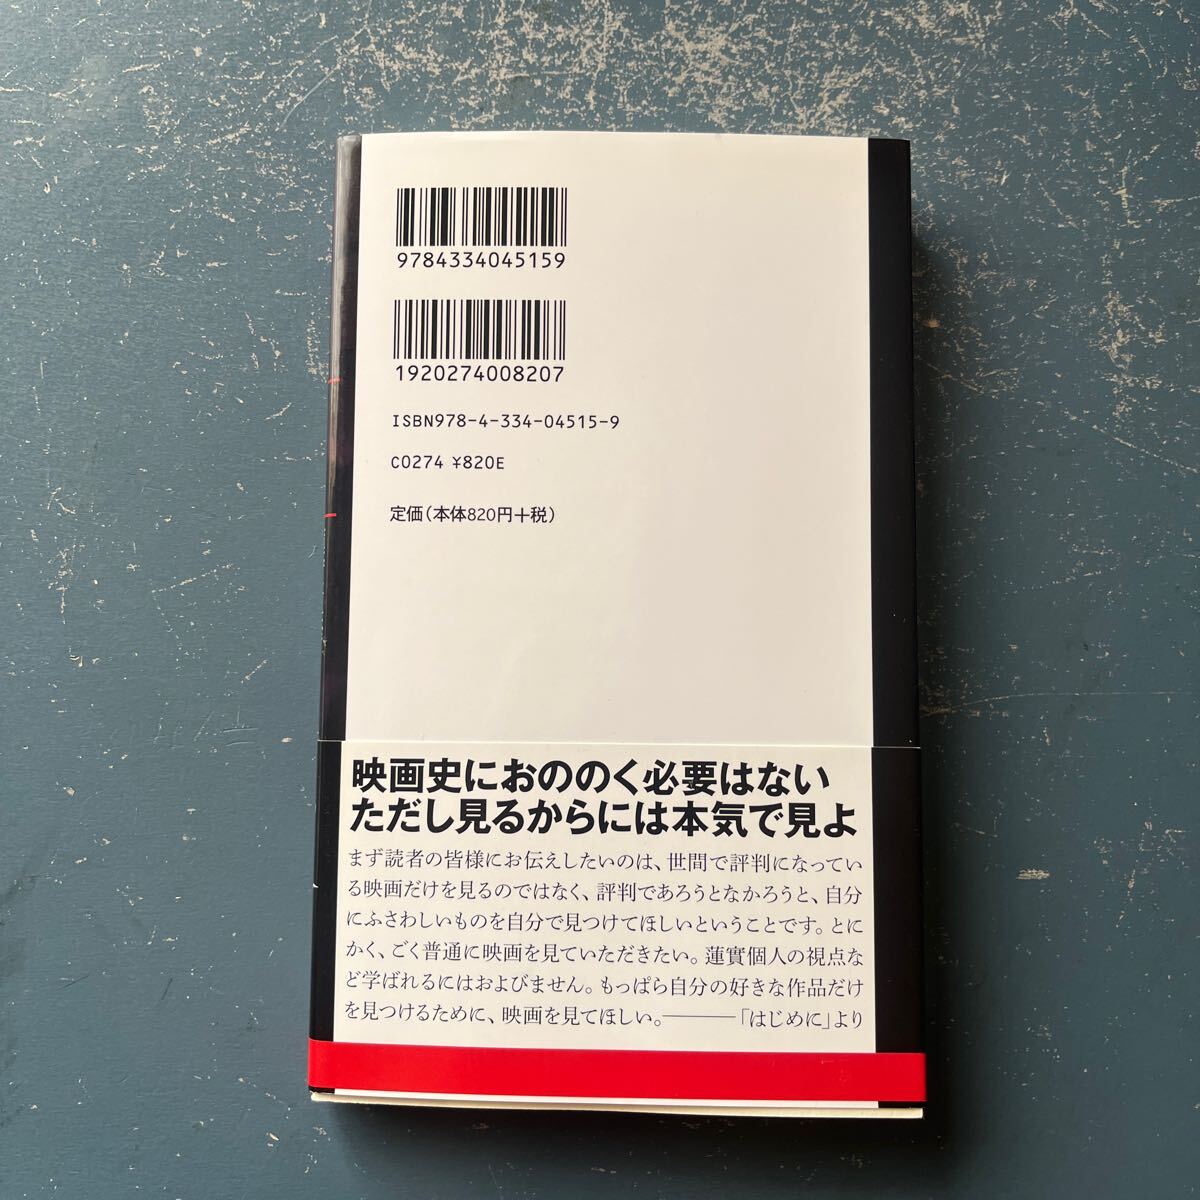 9784334045159
1920274008207
ISBN978-4-334-04515-9
C0274 ¥820E
定価(本体820円+税)
映画史におののく必要はない
ただし見るからには本気で見よ
まず読者の皆様にお伝えしたいのは、世間で評判になってい
る映画だけを見るのではなく、評判であろうとなかろうと、自分
にふさわしいものを自分で見つけてほしいということです。とに
かく、ごく普通に映画を見ていただきたい。蓮實個人の視点な
ど学ばれるにはおよびません。もっぱら自分の好きな作品だけ
を見つけるために、映画を見てほしい。———「はじめに」より